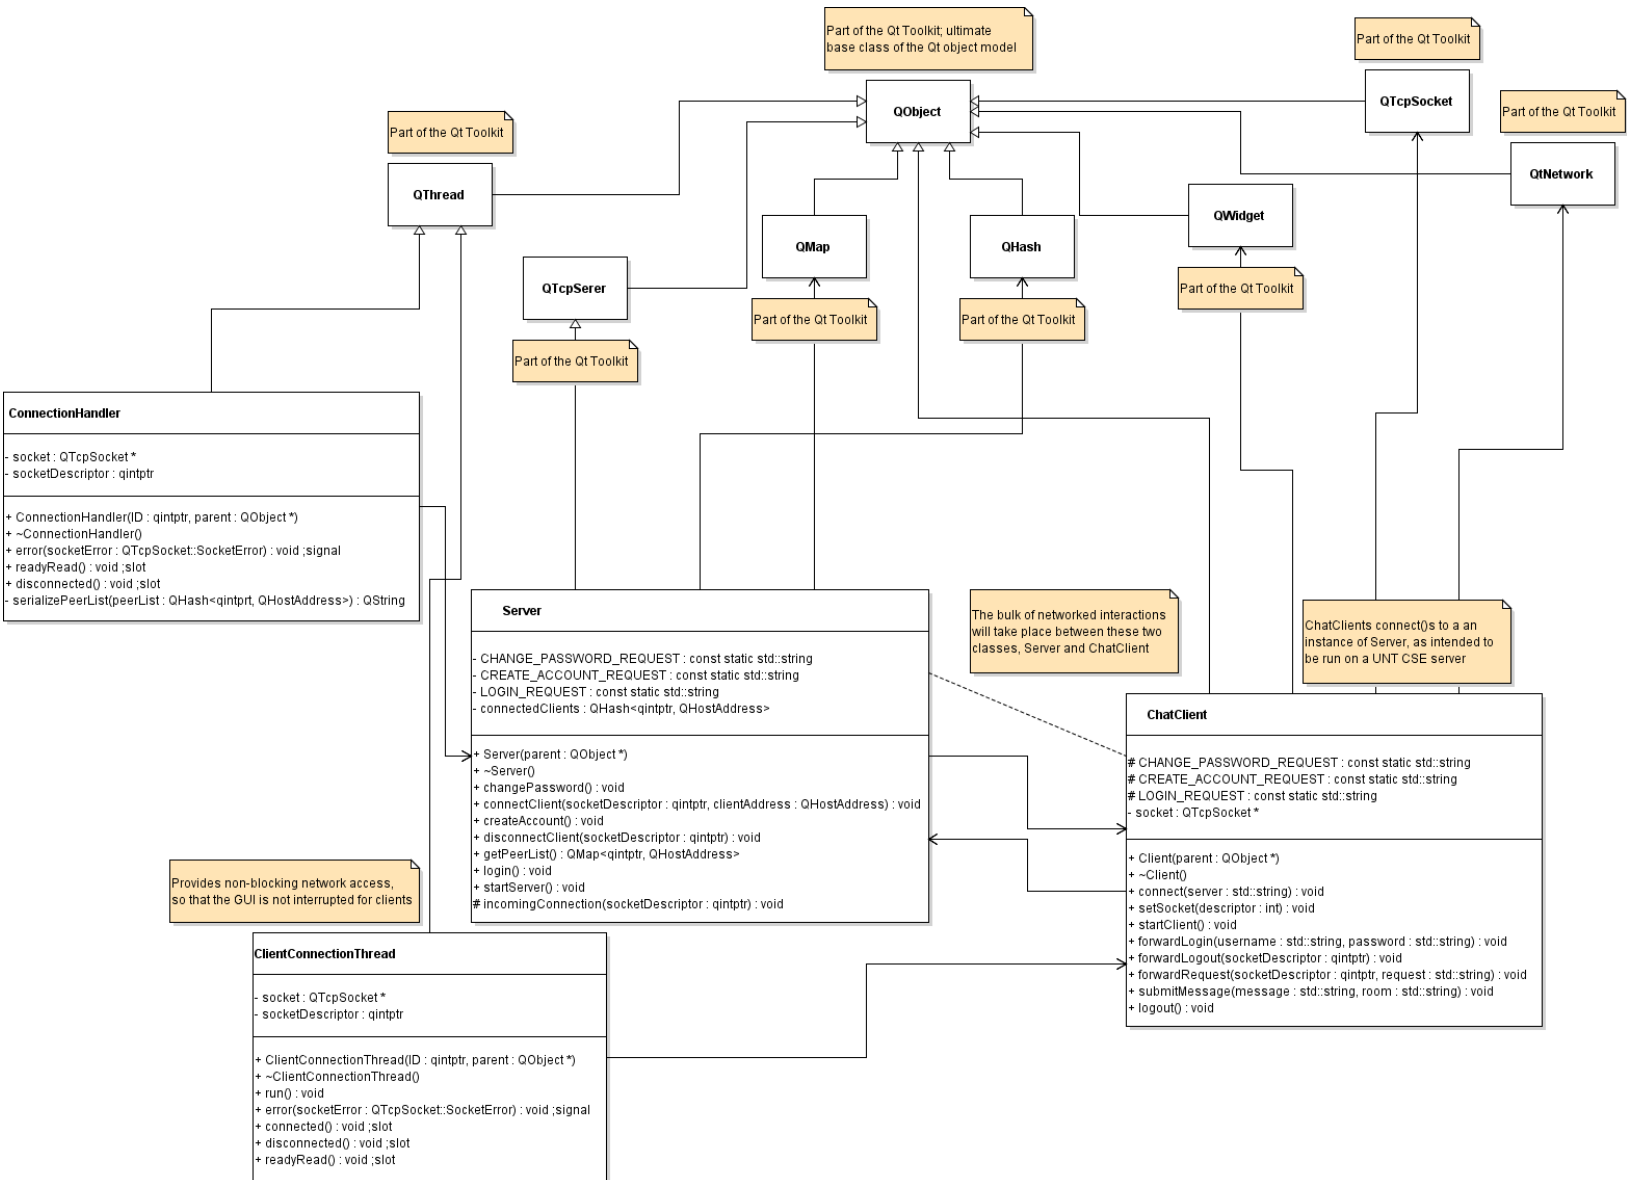 Part of the Qt Toolkit; ultimate
base class of the Qt object model
Part of the Qt Toolkit
QObject
QTcpSocket
Part of the Qt Toolkit
Part of the Qt Toolkit
QThread
QtNetwork
QWidget
QMap
QHash
QTcpSerer
Part of the Qt Toolkit
Part of the Qt Toolkit
Part of the Qt Toolkit
Part of the Qt Toolkit
ConnectionHandler
- socket : QTcpSocket *
- socketDescriptor : qintptr
+ ConnectionHandler(ID : qintptr, parent : QObject *)
+ ~ConnectionHandler()
+ error(socketError : QTcpSocket::SocketError) : void ;signal
+ readyRead() : void ;slot
+ disconnected() : void ;slot
- serializePeerList(peerList : QHash<qintprt, QHostAddress>) : QString
Server
- CHANGE_PASSWORD_REQUEST : const static std::string
- CREATE_ACCOUNT_REQUEST : const static std::string
- LOGIN_REQUEST : const static std::string
- connectedClients : QHash<qintptr, QHostAddress>
+ Server(parent : QObject *)
+ ~Server()
+ changePassword() : void
+ connectClient(socketDescriptor : qintptr, clientAddress : QHostAddress) : void
+ createAccount() : void
+ disconnectClient(socketDescriptor : qintptr) : void
+ getPeerList() : QMap<qintptr, QHostAddress>
+ login() : void
+ startServer() : void
# incomingConnection(socketDescriptor : qintptr) : void
The bulk of networked interactions
will take place between these two
classes, Server and ChatClient
ChatClients connect()s to a an
instance of Server, as intended to
be run on a UNT CSE server
ChatClient
# CHANGE_PASSWORD_REQUEST : const static std::string
# CREATE_ACCOUNT_REQUEST : const static std::string
# LOGIN_REQUEST : const static std::string
- socket : QTcpSocket *
+ Client(parent : QObject *)
+ ~Client()
+ connect(server : std::string) : void
+ setSocket(descriptor : int) : void
+ startClient() : void
+ forwardLogin(username : std::string, password : std::string) : void
+ forwardLogout(socketDescriptor : qintptr) : void
+ forwardRequest(socketDescriptor : qintptr, request : std::string) : void
+ submitMessage(message : std::string, room : std::string) : void
+ logout() : void
Provides non-blocking network access,
so that the GUI is not interrupted for clients
ClientConnectionThread
- socket : QTcpSocket *
- socketDescriptor : qintptr
+ ClientConnectionThread(ID : qintptr, parent : QObject *)
+ ~ClientConnectionThread()
+ run() : void
+ error(socketError : QTcpSocket::SocketError) : void ;signal
+ connected() : void ;slot
+ disconnected() : void ;slot
+ readyRead() : void ;slot